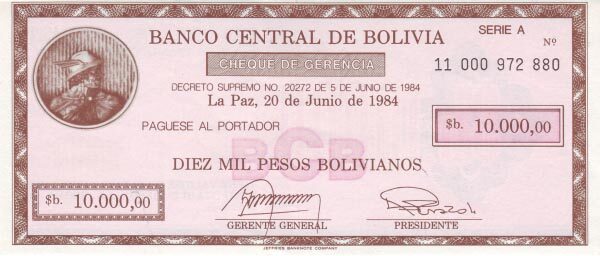 BANCO CENTRAL DE BOLIVIA
SERIE A
Nº
CHEQUE DE GERENCIA
11 000 972 880
DECRETO SUPREMO NO. 20272 DE 5 DE JUNIO DE 1984
La Paz, 20 de Junio de 1984
PAGUESE AL PORTADOR
$b. 10.000,00
BCB
DIEZ MIL PESOS BOLIVIANOS
$b. 10.000,00
GERENTE GENERAL
PRESIDENTE
JEFFRIES BANKNOTE COMPANY